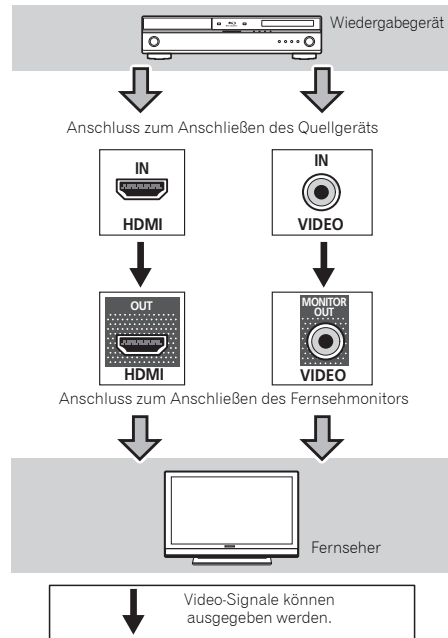 Wiedergabegerät
Anschluss zum Anschließen des Quellgeräts
IN
HDMI
IN
VIDEO
OUT
HDMI
MONITOR
OUT
VIDEO
Anschluss zum Anschließen des Fernsehmonitors
Fernseher
Video-Signale können
ausgegeben werden.